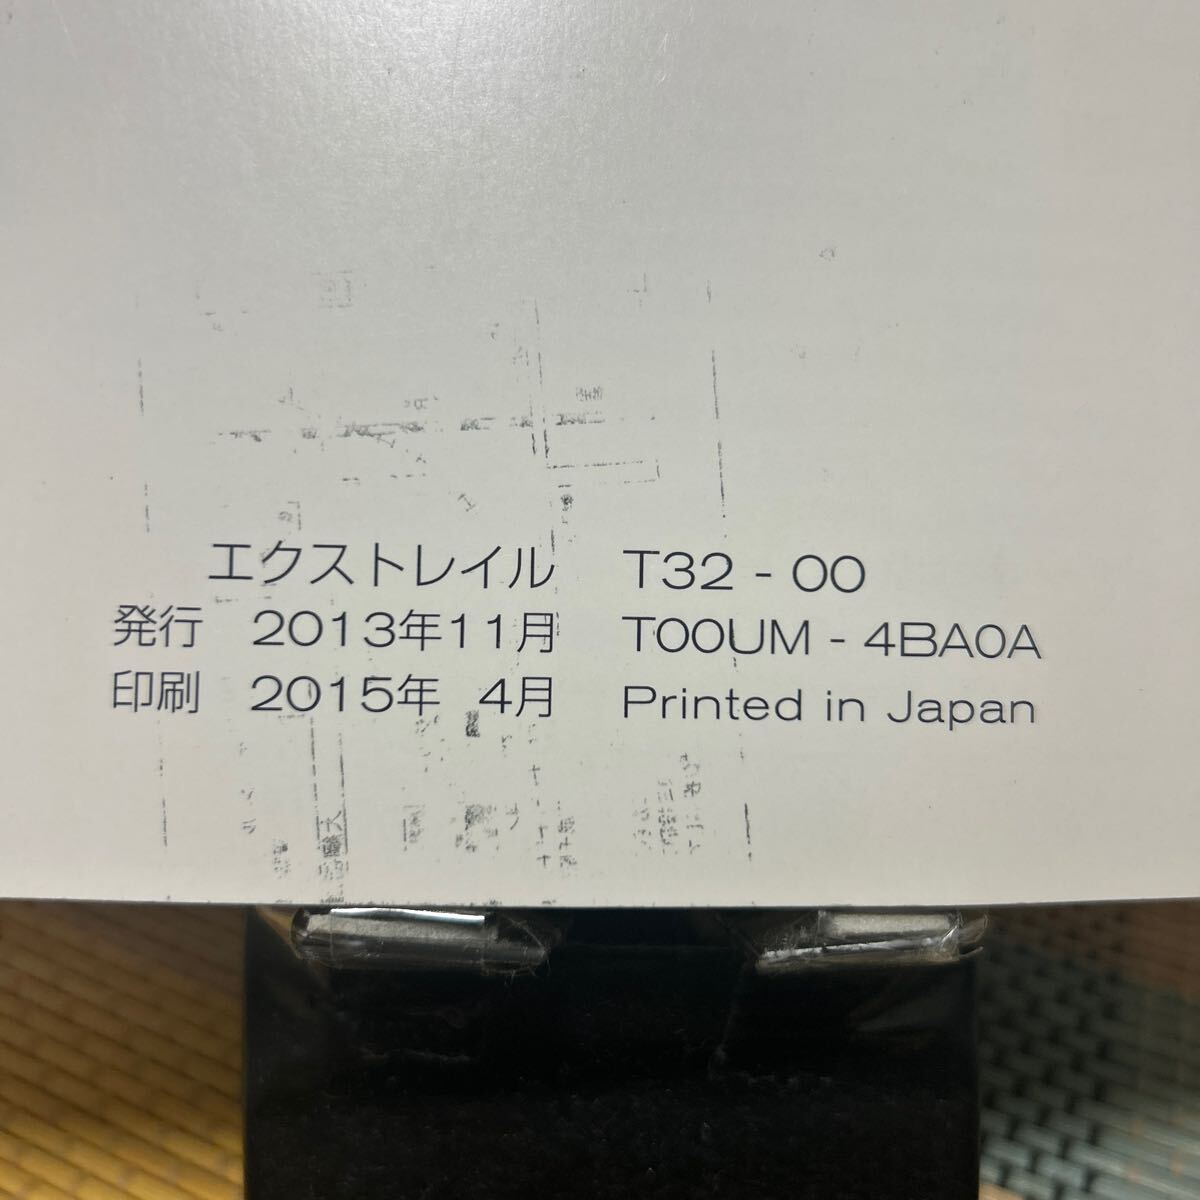 エクストレイル T32-00
発行 2013年11月 T00UM-4BA0A
印刷 2015年 4月 Printed in Japan